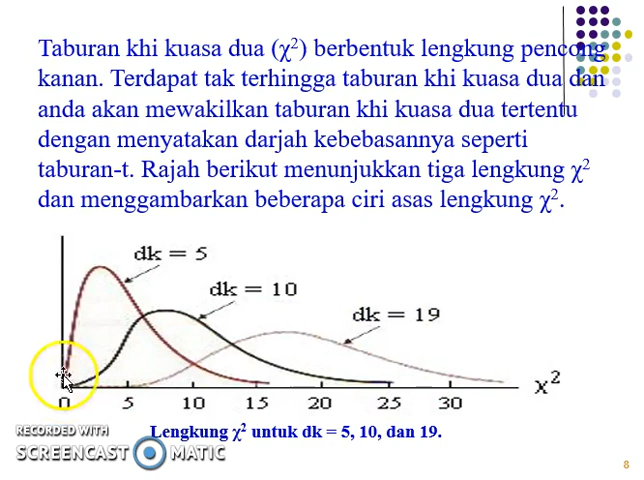 Taburan khi kuasa dua (χ²) berbentuk lengkung pencong
kanan. Terdapat tak terhingga taburan khi kuasa dua dan
anda akan mewakilkan taburan khi kuasa dua tertentu
dengan menyatakan darjah kebebasannya seperti
taburan-t. Rajah berikut menunjukkan tiga lengkung χ²
dan menggambarkan beberapa ciri asas lengkung χ².
dk = 5
dk = 10
dk = 19
0 5 10 15 20 25 30 x²
Lengkung χ² untuk dk = 5, 10, dan 19.
RECORDED WITH
SCREENCAST MATIC
8